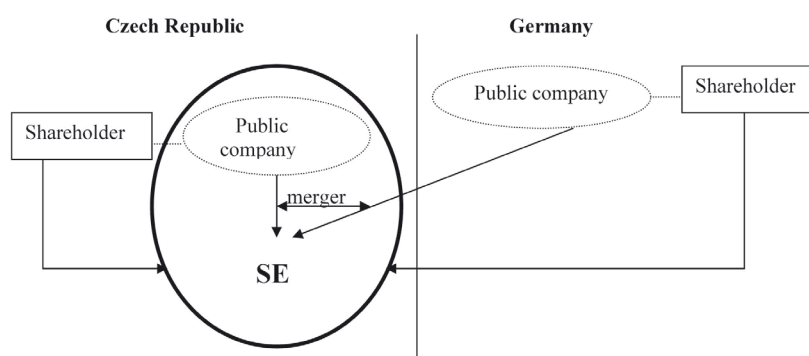 Czech Republic
Germany
Shareholder
Public
company
Public company
Shareholder
merger
SE